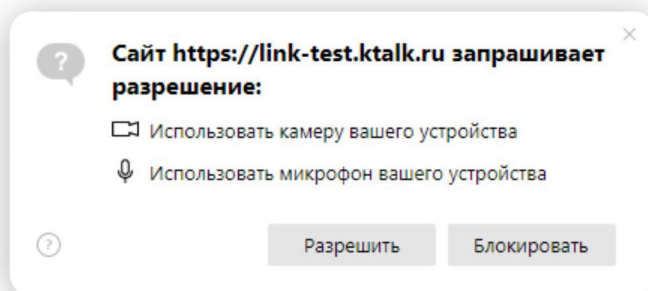 Сайт https://link-test.ktalk.ru запрашивает
разрешение:
Использовать камеру вашего устройства
Использовать микрофон вашего устройства
?
Разрешить Блокировать